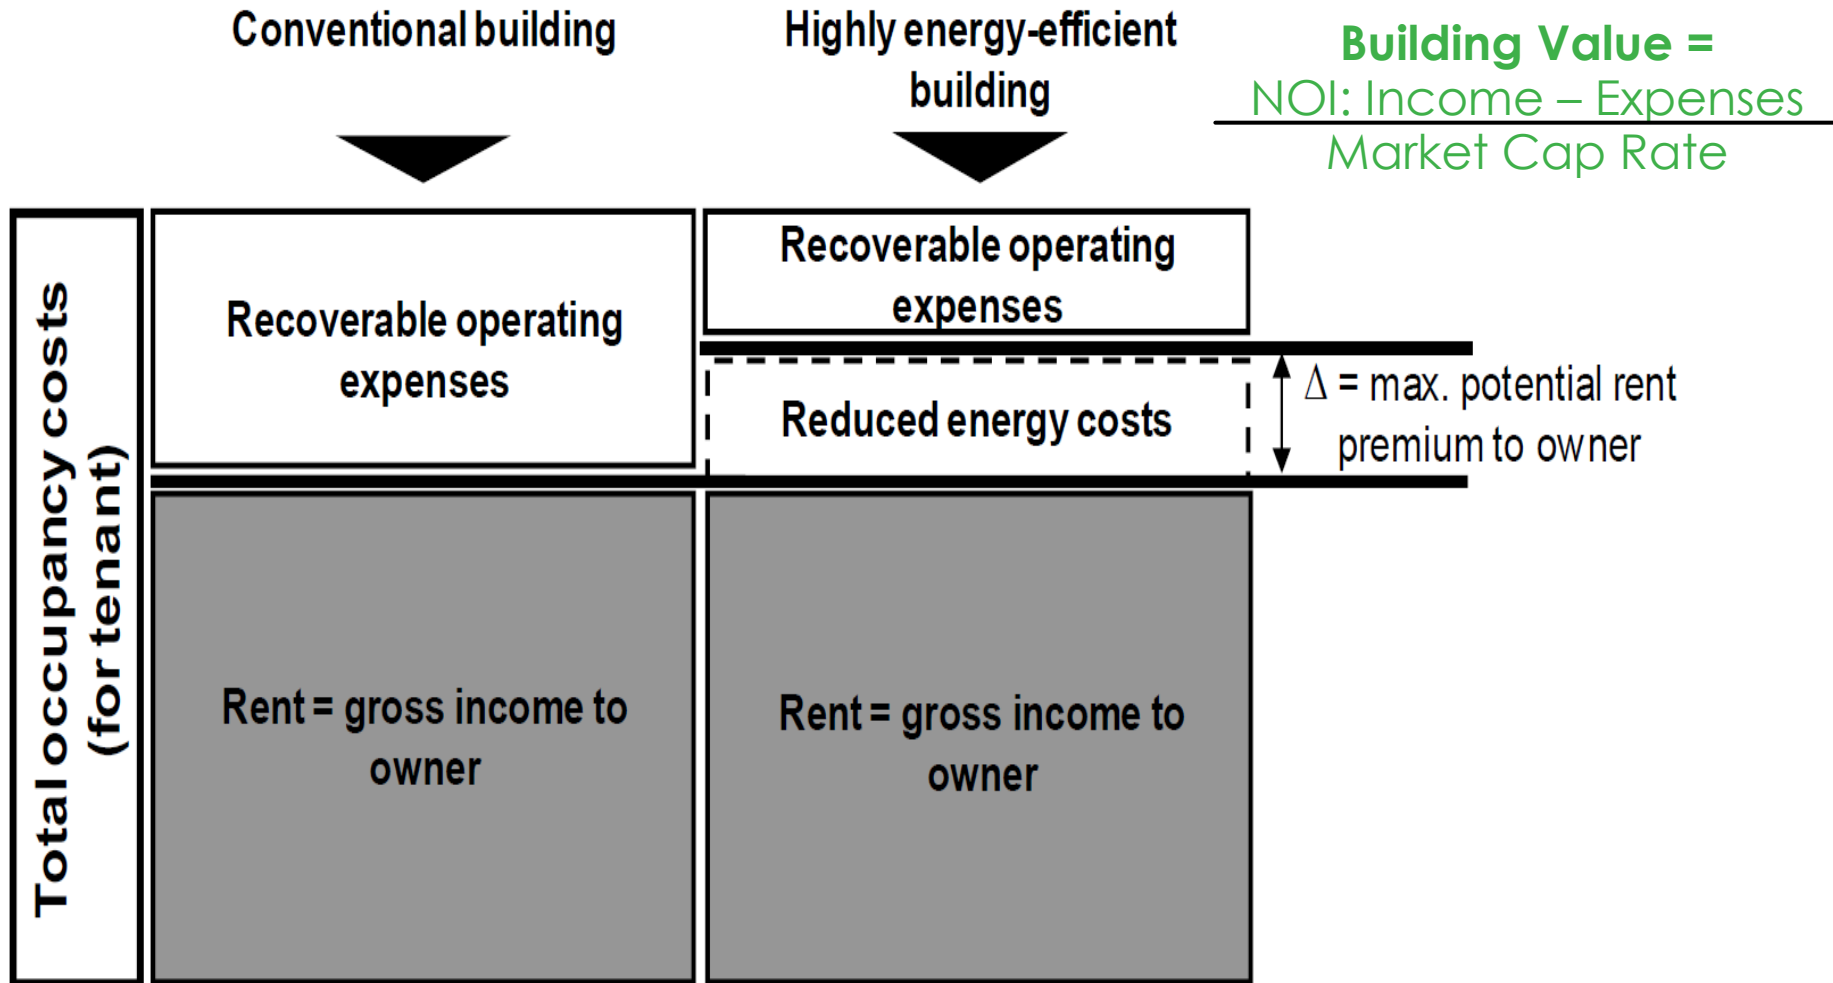 Conventional building
Highly energy-efficient
building
Building Value =
NOI: Income – Expenses
Market Cap Rate
Total occupancy costs
(for tenant)
Recoverable operating
expenses
Recoverable operating
expenses
Reduced energy costs
Δ = max. potential rent
premium to owner
Rent = gross income to
owner
Rent = gross income to
owner